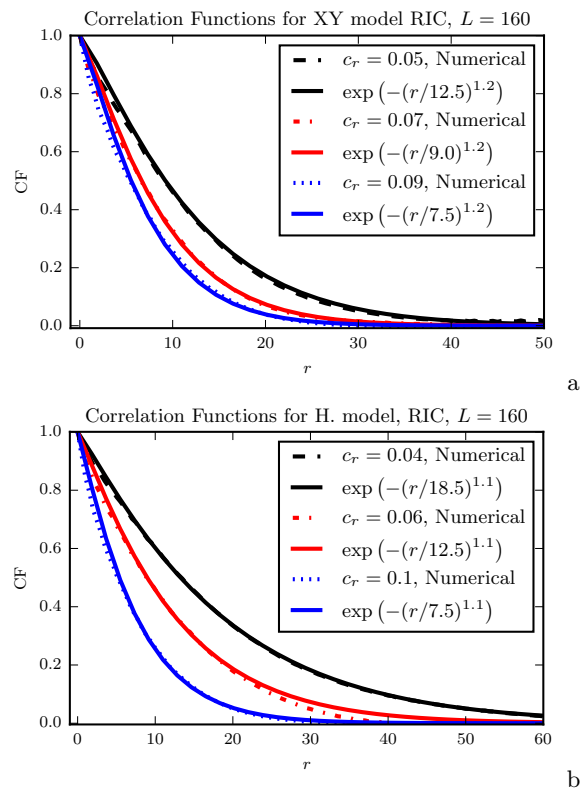 Correlation Functions for XY model RIC, L = 160
1.0
0.8
0.6
0.4
0.2
0.0
CF
c_r = 0.05, Numerical
exp (−(r/12.5)^1.2)
c_r = 0.07, Numerical
exp (−(r/9.0)^1.2)
c_r = 0.09, Numerical
exp (−(r/7.5)^1.2)
0 10 20 30 40 50
r
a
Correlation Functions for H. model, RIC, L = 160
1.0
0.8
0.6
0.4
0.2
0.0
CF
c_r = 0.04, Numerical
exp (−(r/18.5)^1.1)
c_r = 0.06, Numerical
exp (−(r/12.5)^1.1)
c_r = 0.1, Numerical
exp (−(r/7.5)^1.1)
0 10 20 30 40 50 60
r
b